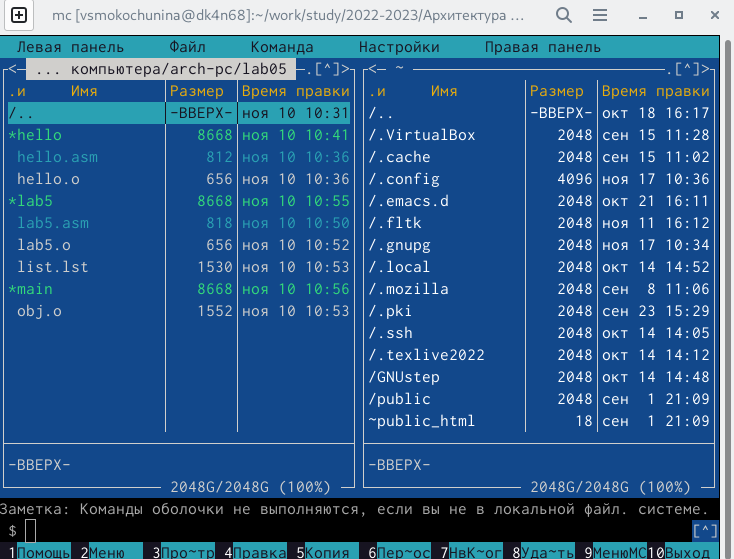 mc [vsmokochunina@dk4n68]:~/work/study/2022-2023/Архитектура ...
Левая панель Файл Команда Настройки Правая панель
<— ... компьютера/arch-pc/lab05 —.[^]> <— ~ —.[^]>
.и Имя Размер Время правки .и Имя Размер Время правки
/.. -ВВЕРХ- ноя 10 10:31 /.. -ВВЕРХ- окт 18 16:17
*hello 8668 ноя 10 10:41 /.VirtualBox 2048 сен 15 11:28
hello.asm 812 ноя 10 10:36 /.cache 2048 сен 15 11:02
hello.o 656 ноя 10 10:36 /.config 4096 ноя 17 10:36
*lab5 8668 ноя 10 10:55 /.emacs.d 2048 окт 21 16:11
lab5.asm 818 ноя 10 10:50 /.fltk 2048 ноя 11 16:12
lab5.o 656 ноя 10 10:52 /.gnupg 2048 ноя 17 10:34
list.lst 1530 ноя 10 10:53 /.local 2048 окт 14 14:52
*main 8668 ноя 10 10:56 /.mozilla 2048 сен 8 11:06
obj.o 1552 ноя 10 10:53 /.pki 2048 сен 23 15:29
/.ssh 2048 окт 14 14:05
/.texlive2022 2048 окт 14 14:12
/GNUstep 2048 окт 14 14:48
/public 2048 сен 1 21:09
~public_html 18 сен 1 21:09
-ВВЕРХ- -ВВЕРХ-
2048G/2048G (100%) 2048G/2048G (100%)
Заметка: Команды оболочки не выполняются, если вы не в локальной файл. системе.
$ [^]
1Помощь 2Меню 3Про~тр 4Правка 5Копия 6Пер~ос 7НвК~ог 8Уда~ть 9МенюMC 10Выход